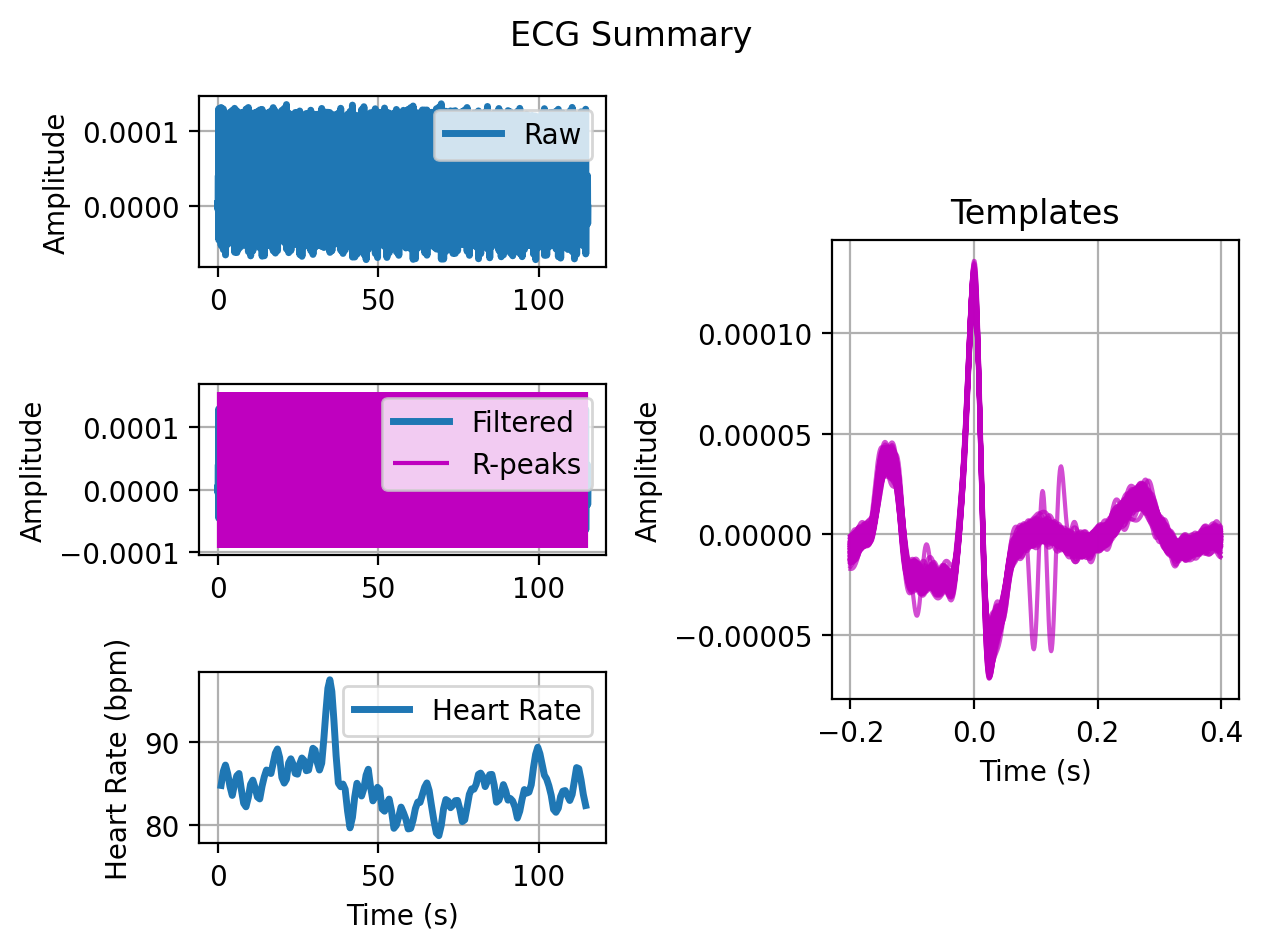 ECG Summary
Amplitude
0.0001
0.0000
Raw
0
50
100
Amplitude
0.0001
0.0000
−0.0001
Filtered
R-peaks
0
50
100
Heart Rate (bpm)
90
80
Heart Rate
0
50
100
Time (s)
Templates
Amplitude
0.00010
0.00005
0.00000
−0.00005
−0.2
0.0
0.2
0.4
Time (s)